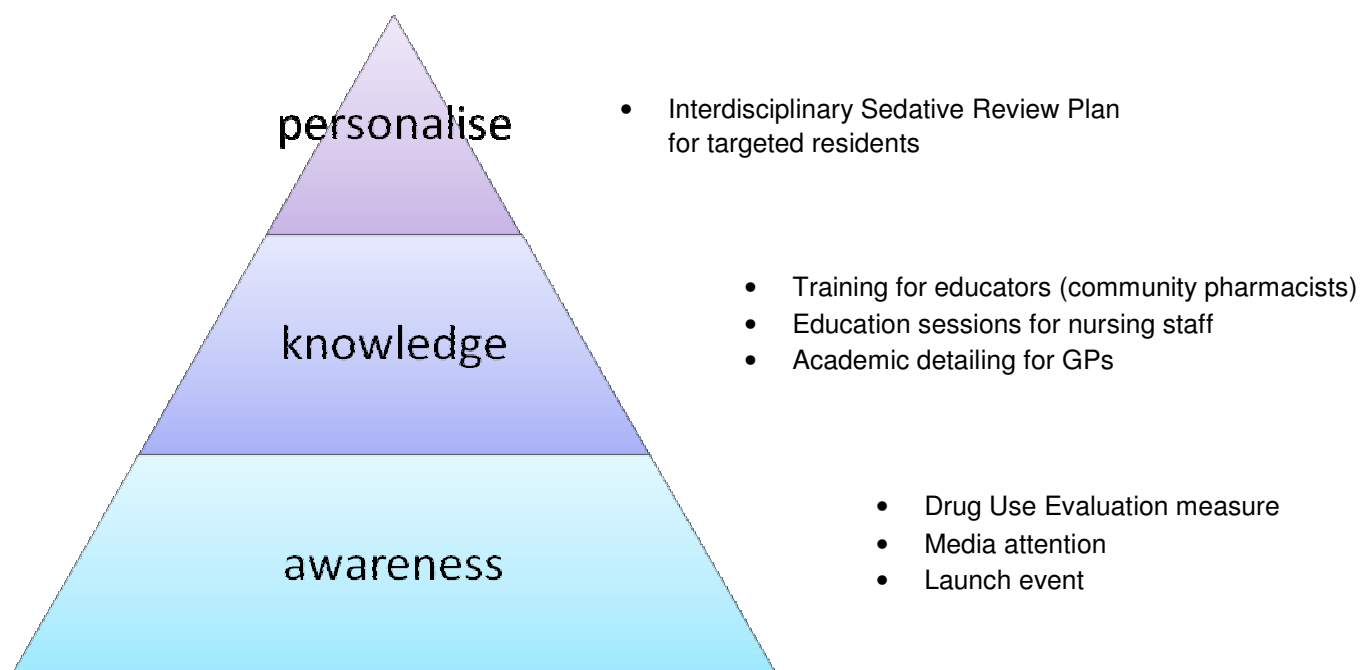 personalise
• Interdisciplinary Sedative Review Plan
for targeted residents
knowledge
• Training for educators (community pharmacists)
• Education sessions for nursing staff
• Academic detailing for GPs
awareness
• Drug Use Evaluation measure
• Media attention
• Launch event